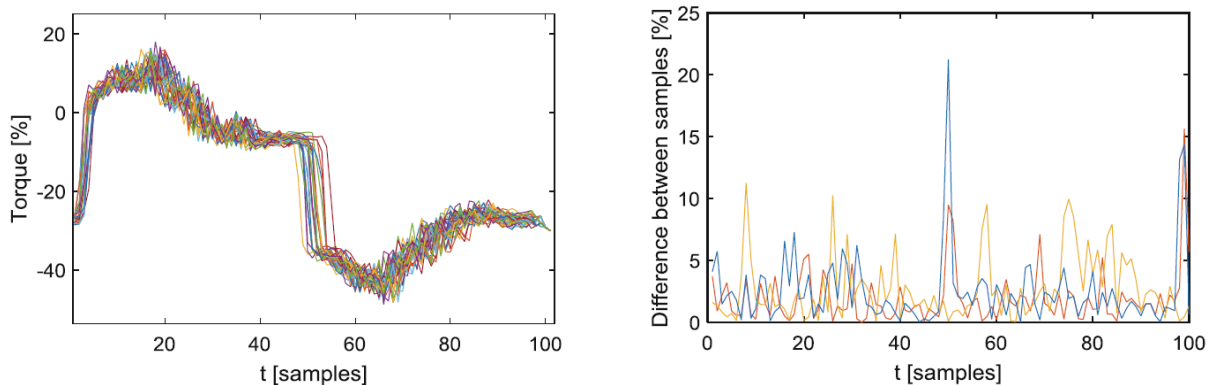 20
0
-20
-40
Torque [%]
20 40 60 80 100
t [samples]
25
20
15
10
5
0
Difference between samples [%]
0 20 40 60 80 100
t [samples]